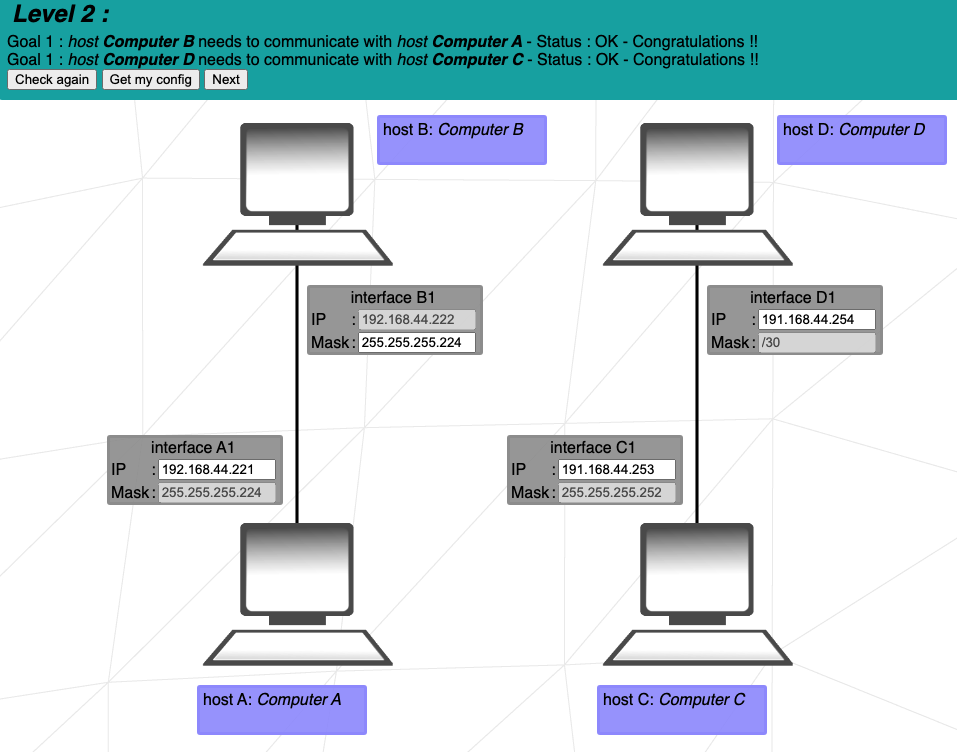 Level 2 :
Goal 1 : host Computer B needs to communicate with host Computer A - Status : OK - Congratulations !!
Goal 1 : host Computer D needs to communicate with host Computer C - Status : OK - Congratulations !!
Check again Get my config Next
host B: Computer B
host D: Computer D
interface B1
IP : 192.168.44.222
Mask : 255.255.255.224
interface D1
IP : 191.168.44.254
Mask : /30
interface A1
IP : 192.168.44.221
Mask : 255.255.255.224
interface C1
IP : 191.168.44.253
Mask : 255.255.255.252
host A: Computer A
host C: Computer C